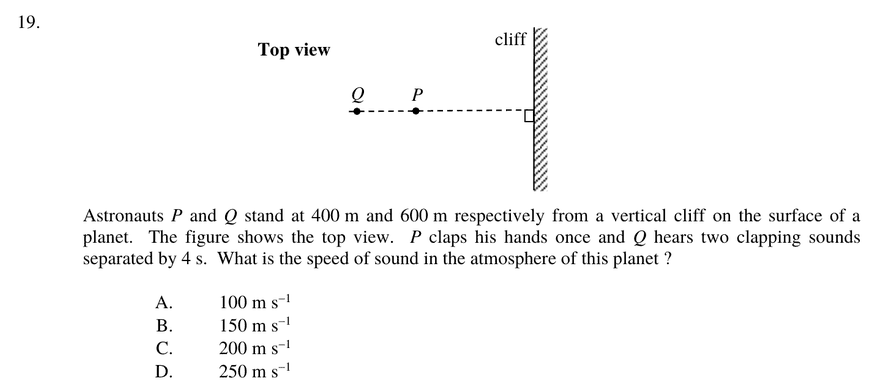 19.
Top view
cliff
Q
P
Astronauts P and Q stand at 400 m and 600 m respectively from a vertical cliff on the surface of a
planet. The figure shows the top view. P claps his hands once and Q hears two clapping sounds
separated by 4 s. What is the speed of sound in the atmosphere of this planet ?
A. 100 m s⁻¹
B. 150 m s⁻¹
C. 200 m s⁻¹
D. 250 m s⁻¹